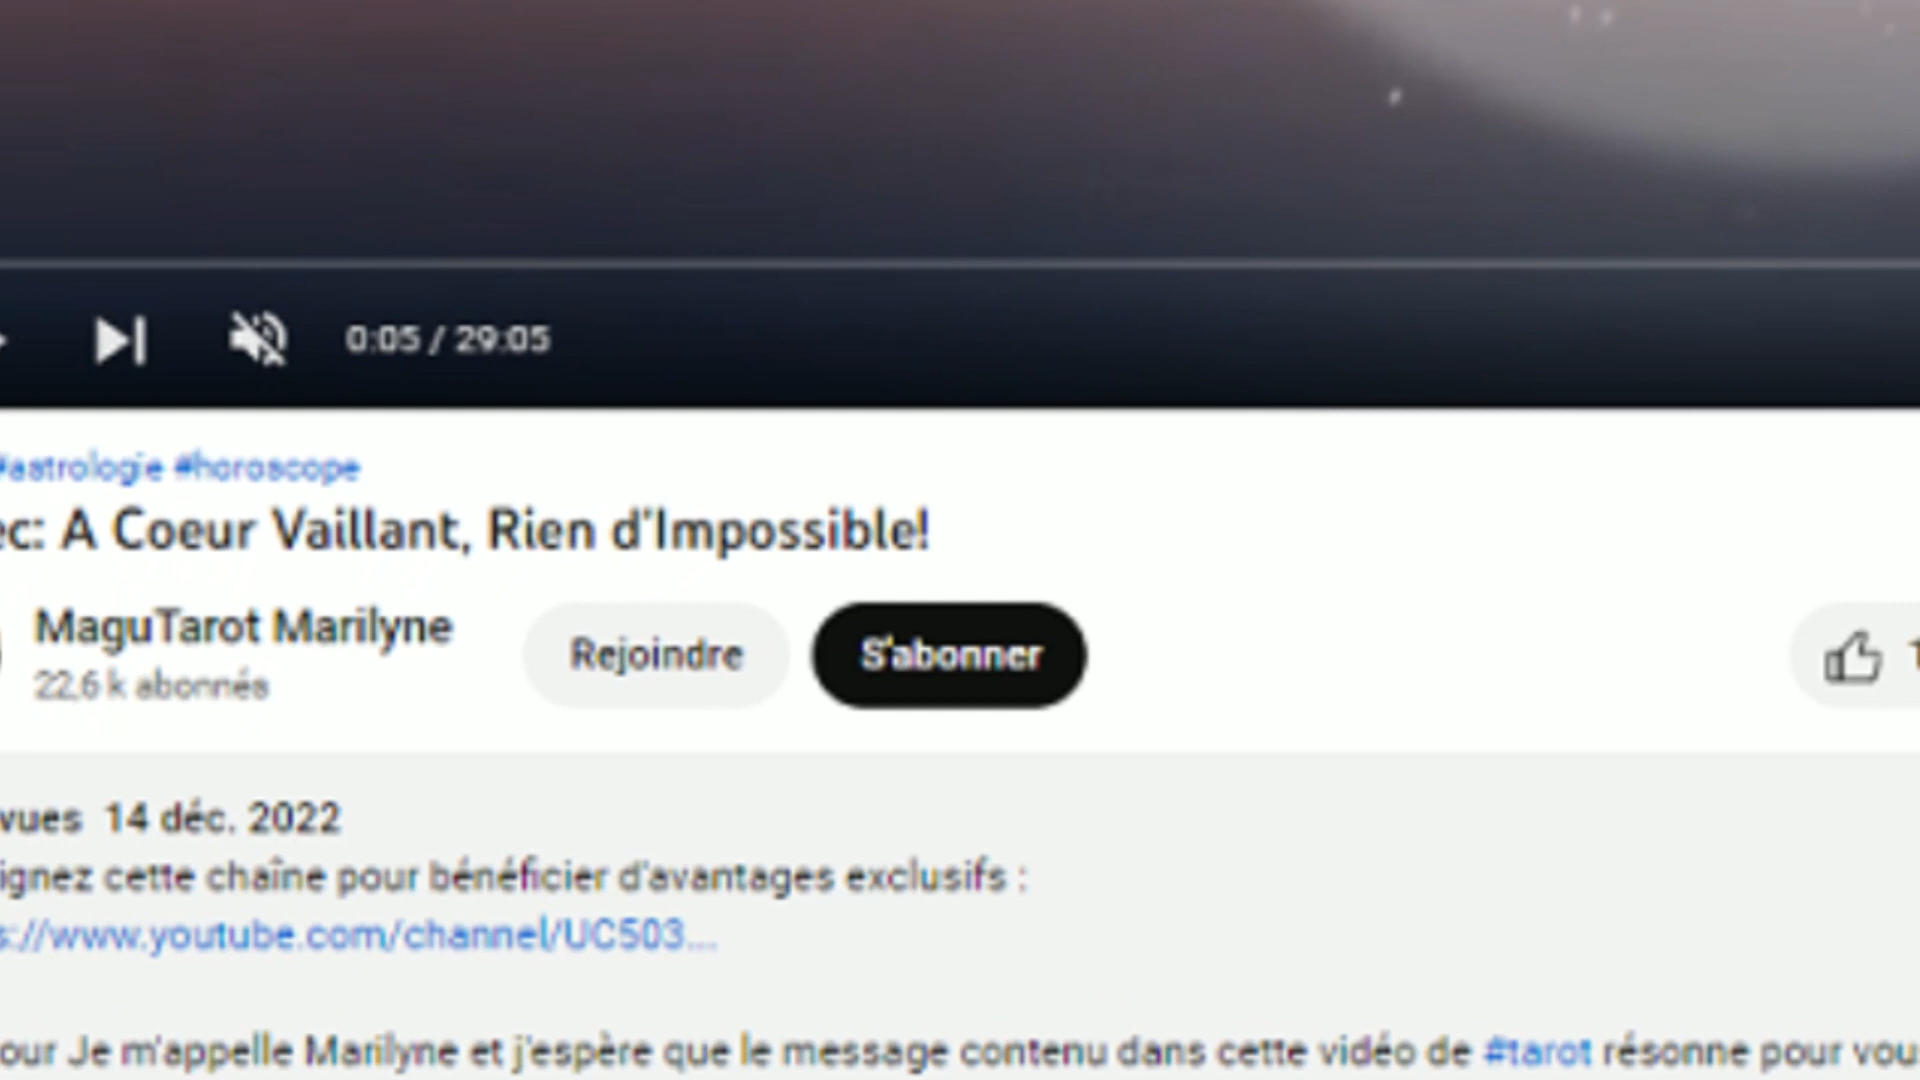 0:05 / 29:05
#astrologie #horoscope
ec: A Coeur Vaillant, Rien d'Impossible!
MaguTarot Marilyne
Rejoindre
S'abonner
22,6 k abonnés
vues 14 déc. 2022
ignez cette chaîne pour bénéficier d'avantages exclusifs :
s://www.youtube.com/channel/UC503...
our Je m'appelle Marilyne et j'espère que le message contenu dans cette vidéo de #tarot résonne pour vou